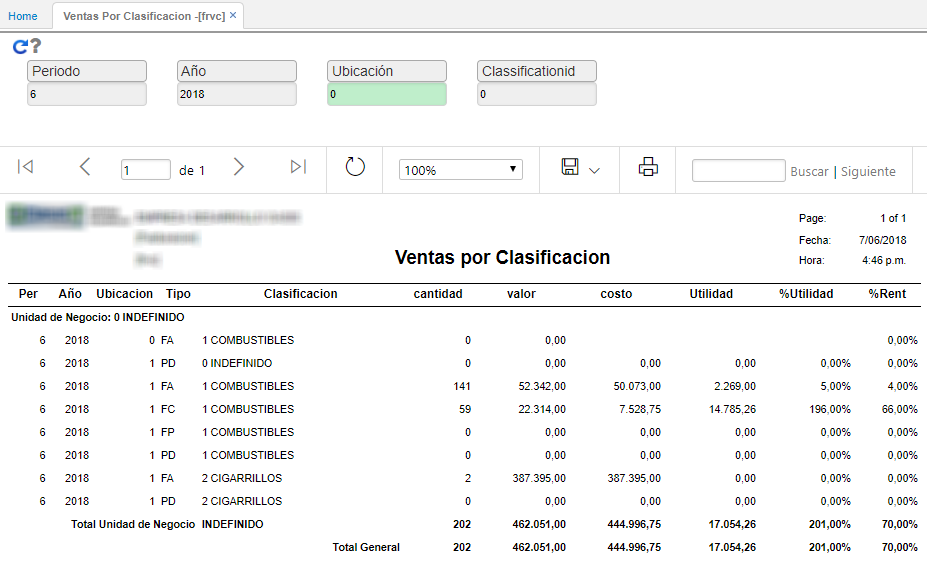 Home Ventas Por Clasificacion -[frvc] ×
?
Periodo Año Ubicación Classificationid
6 2018 0 0
1 de 1 100% Buscar | Siguiente
Page: 1 of 1
Fecha: 7/06/2018
Ventas por Clasificacion
Hora: 4:46 p.m.
Per Año Ubicacion Tipo Clasificacion cantidad valor costo Utilidad %Utilidad %Rent
Unidad de Negocio: 0 INDEFINIDO
6 2018 0 FA 1 COMBUSTIBLES 0 0,00 0,00%
6 2018 1 PD 0 INDEFINIDO 0 0,00 0,00 0,00 0,00% 0,00%
6 2018 1 FA 1 COMBUSTIBLES 141 52.342,00 50.073,00 2.269,00 5,00% 4,00%
6 2018 1 FC 1 COMBUSTIBLES 59 22.314,00 7.528,75 14.785,26 196,00% 66,00%
6 2018 1 FP 1 COMBUSTIBLES 0 0,00 0,00 0,00 0,00% 0,00%
6 2018 1 PD 1 COMBUSTIBLES 0 0,00 0,00 0,00 0,00% 0,00%
6 2018 1 FA 2 CIGARRILLOS 2 387.395,00 387.395,00 0,00 0,00% 0,00%
6 2018 1 PD 2 CIGARRILLOS 0 0,00 0,00 0,00 0,00% 0,00%
Total Unidad de Negocio INDEFINIDO 202 462.051,00 444.996,75 17.054,26 201,00% 70,00%
Total General 202 462.051,00 444.996,75 17.054,26 201,00% 70,00%